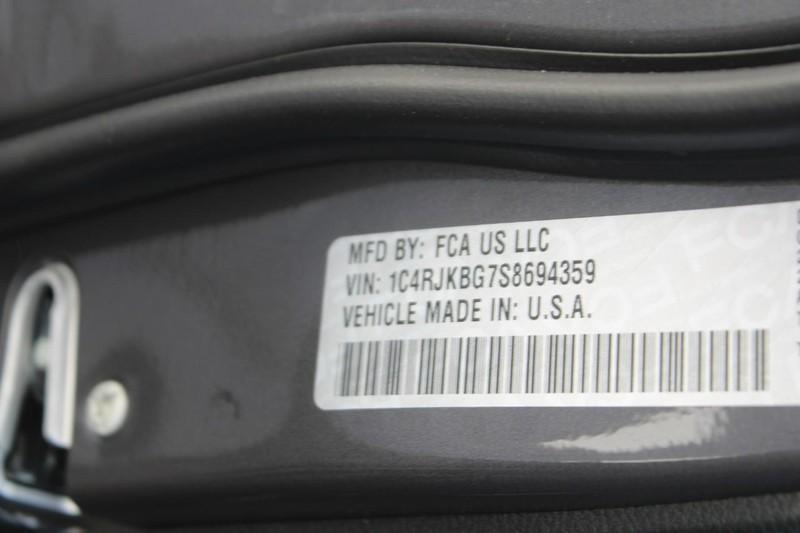 MFD BY: FCA US LLC
VIN: 1C4RJKBG7S8694359
VEHICLE MADE IN: U.S.A.